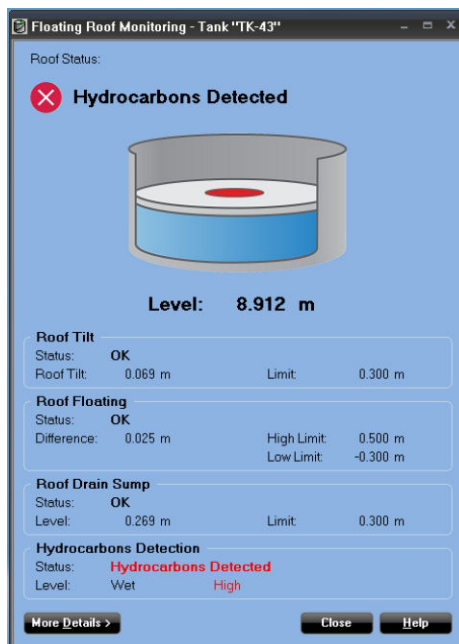 Floating Roof Monitoring - Tank "TK-43"
Roof Status:
Hydrocarbons Detected
Level: 8.912 m
Roof Tilt
Status: OK
Roof Tilt: 0.069 m Limit: 0.300 m
Roof Floating
Status: OK
Difference: 0.025 m High Limit: 0.500 m
Low Limit: -0.300 m
Roof Drain Sump
Status: OK
Level: 0.269 m Limit: 0.300 m
Hydrocarbons Detection
Status: Hydrocarbons Detected
Level: Wet High
More Details > Close Help